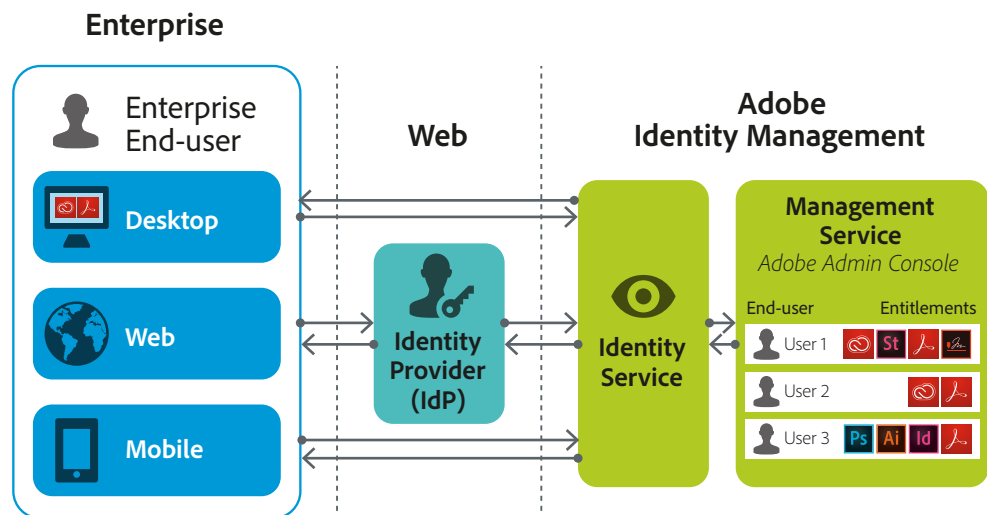 Enterprise
Enterprise
End-user
Desktop
Web
Mobile
Web
Identity
Provider
(IdP)
Adobe
Identity Management
Identity
Service
Management
Service
Adobe Admin Console
End-user Entitlements
User 1 St
User 2
User 3 Ps Ai Id